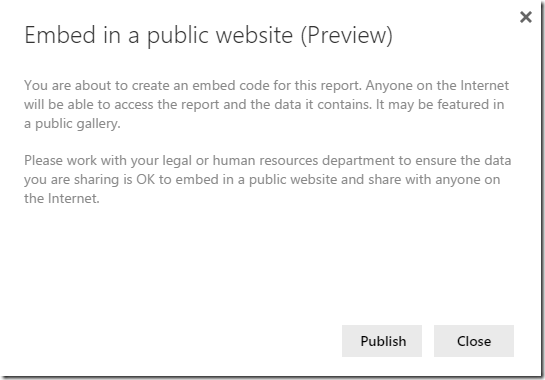 Embed in a public website (Preview)
You are about to create an embed code for this report. Anyone on the Internet
will be able to access the report and the data it contains. It may be featured in
a public gallery.
Please work with your legal or human resources department to ensure the data
you are sharing is OK to embed in a public website and share with anyone on
the Internet.
Publish Close